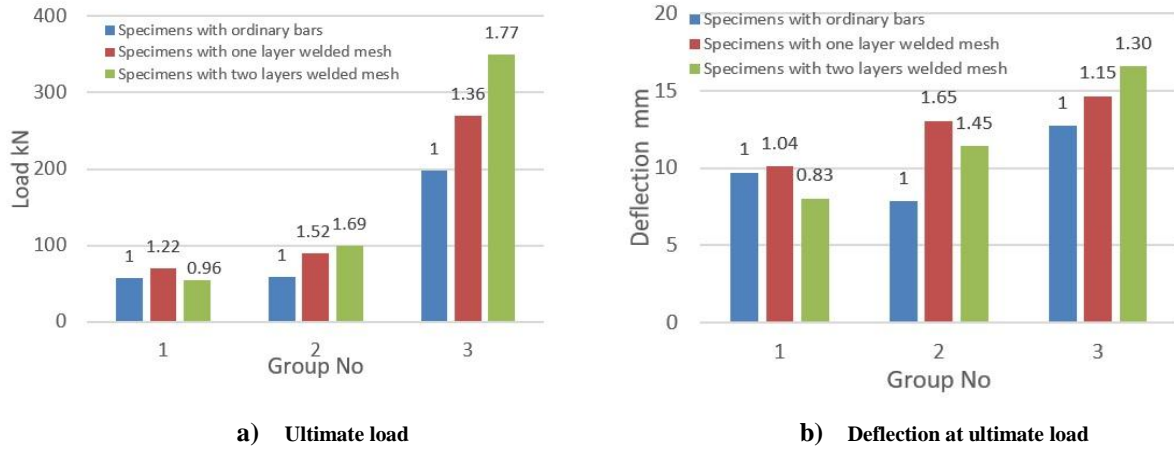 Specimens with ordinary bars
Specimens with one layer welded mesh
Specimens with two layers welded mesh
Load kN
400
300
200
100
0
1 1.22 0.96
1 1.52 1.69
1 1.36 1.77
1 2 3
Group No
a) Ultimate load
Specimens with ordinary bars
Specimens with one layer welded mesh
Specimens with two layers welded mesh
Deflection mm
20
15
10
5
0
1 1.04 0.83
1 1.65 1.45
1 1.15 1.30
1 2 3
Group No
b) Deflection at ultimate load